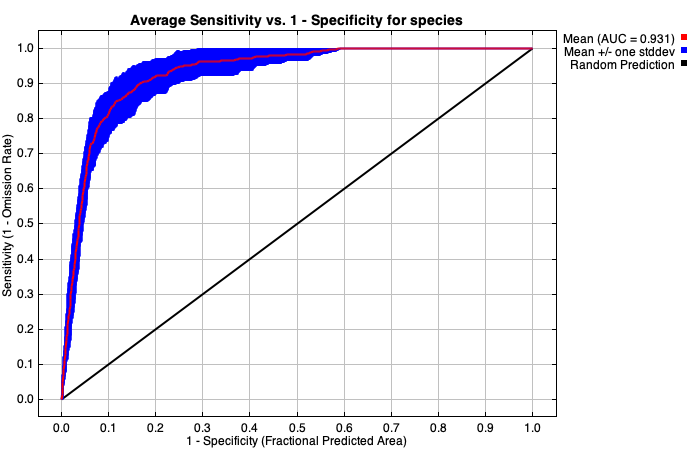 Average Sensitivity vs. 1 - Specificity for species
Mean (AUC = 0.931)
Mean +/- one stddev
Random Prediction
Sensitivity (1 - Omission Rate)
1.0
0.9
0.8
0.7
0.6
0.5
0.4
0.3
0.2
0.1
0.0
0.0 0.1 0.2 0.3 0.4 0.5 0.6 0.7 0.8 0.9 1.0
1 - Specificity (Fractional Predicted Area)